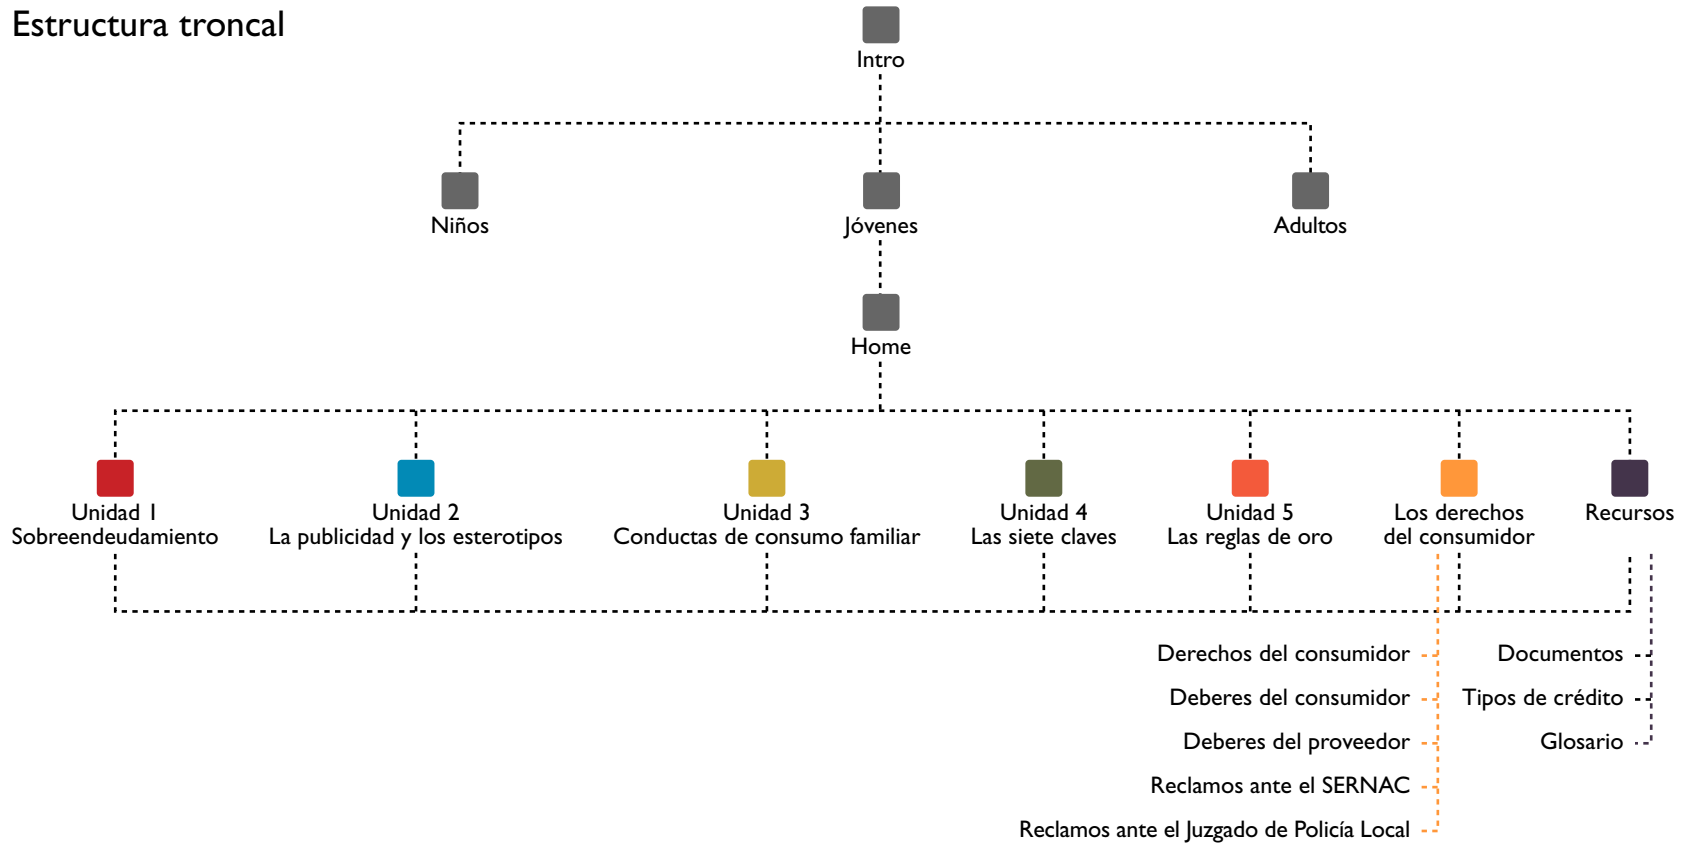 Estructura troncal
Intro
Niños
Jóvenes
Adultos
Home
Unidad 1
Sobreendeudamiento
Unidad 2
La publicidad y los esterotipos
Unidad 3
Conductas de consumo familiar
Unidad 4
Las siete claves
Unidad 5
Las reglas de oro
Los derechos
del consumidor
Recursos
Derechos del consumidor
Deberes del consumidor
Deberes del proveedor
Reclamos ante el SERNAC
Reclamos ante el Juzgado de Policía Local
Documentos
Tipos de crédito
Glosario